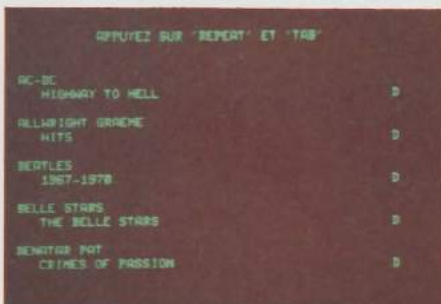 APPUYEZ SUR 'REPEAT' ET 'TAB'
AC-DC
HIGHWAY TO HELL D
ALLWRIGHT GRAEME
HITS D
BEATLES
1967-1970 D
BELLE STARS
THE BELLE STARS D
BENATAR PAT
CRIMES OF PASSION D